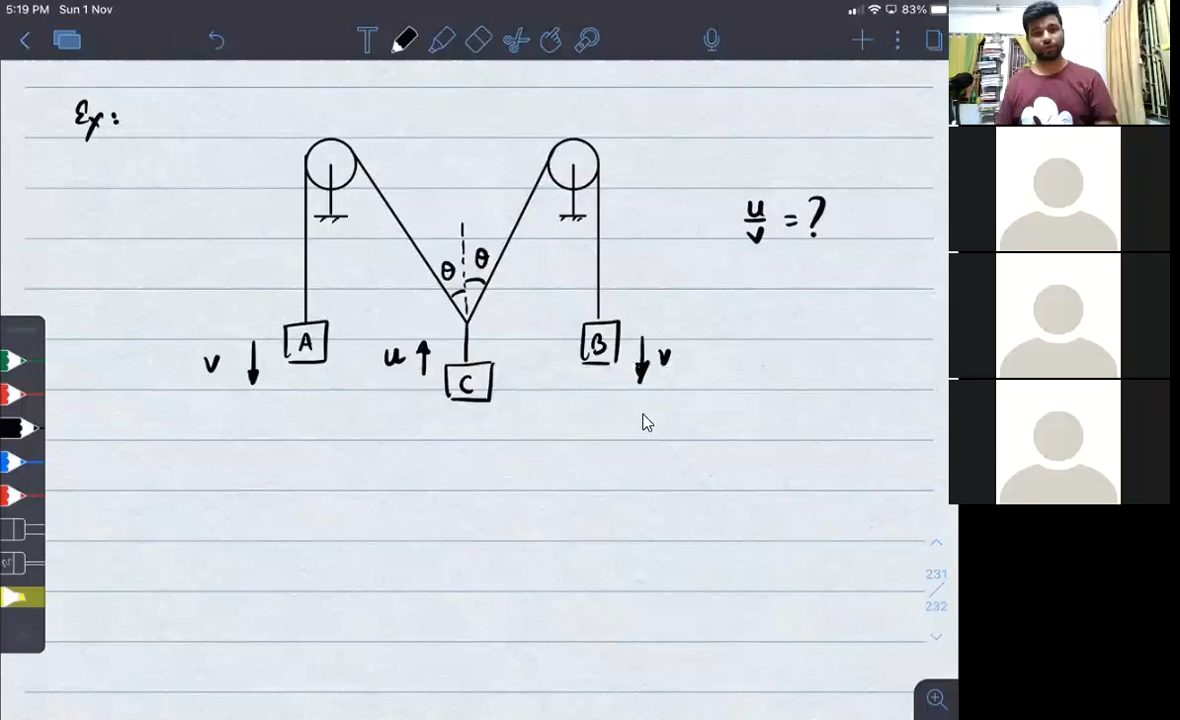 5:19 PM Sun 1 Nov
83%
T
Ex:
u/v = ?
θ θ
A
B
v
u
v
C
231
/
232